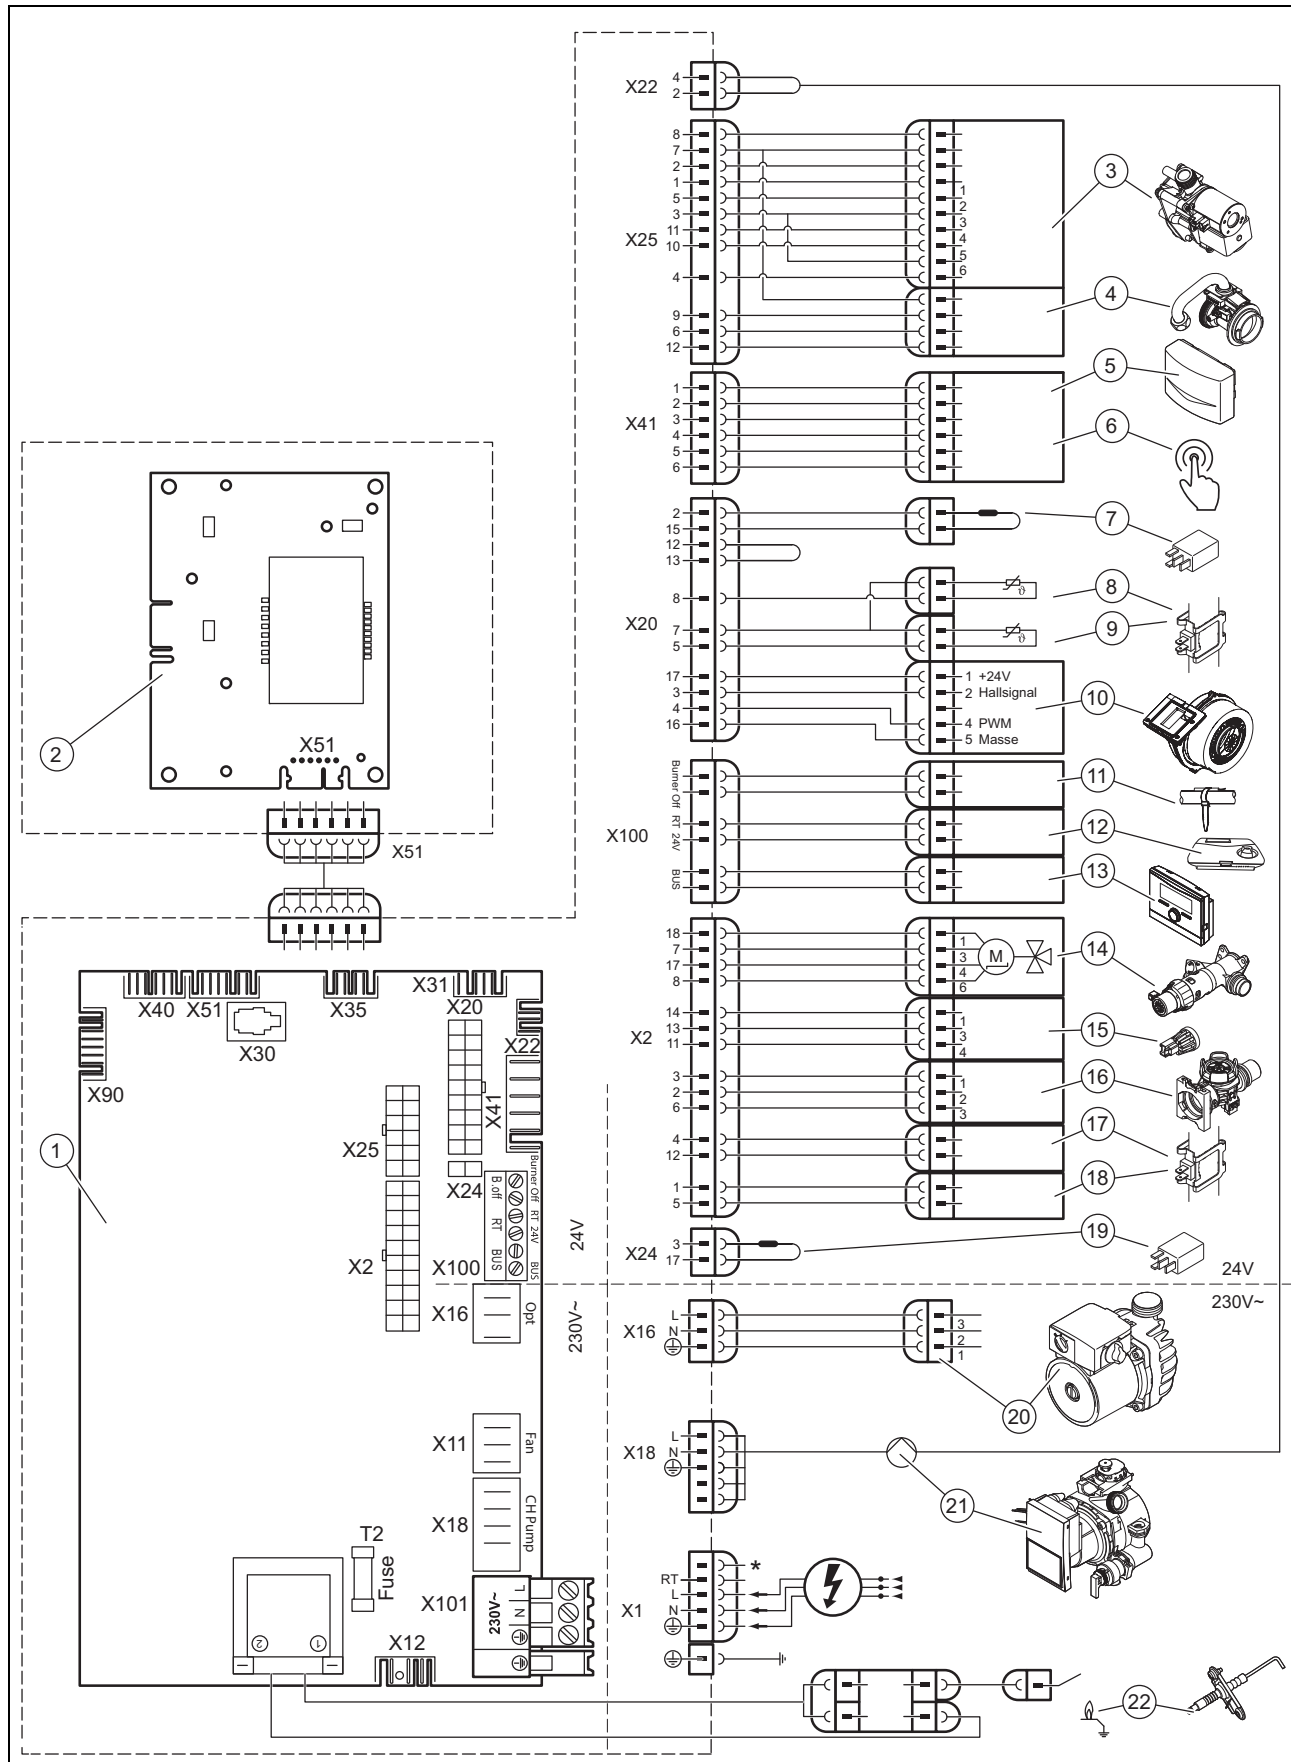 X22
4
2
X25
8
7
2
1
5
3
11
10
4
9
6
12
1
2
3
4
5
6
3
4
X41
1
2
3
4
5
6
5
6
X20
2
15
12
13
8
7
5
17
3
4
16
ϑ
ϑ
1 +24V
2 Hallsignal
4 PWM
5 Masse
7
8
9
10
X100
Burner Off
RT 24V
BUS
11
12
13
X2
18
7
17
8
14
13
11
3
2
6
4
12
1
5
1
3
4
6
M
1
3
4
1
2
3
14
15
16
17
18
X24
3
17
19
24V
230V~
X16
L
N
3
2
1
20
X18
L
N
21
X1
RT
L
N
*
22
2
X51
X51
1
X40
X51
X30
X35
X31
X20
X22
X90
X41
X25
X24
X2
X100
B.off
RT
BUS
Burner Off
RT 24V
BUS
24V
230V~
X16
Opt
X11
Fan
X18
CH Pump
T2
Fuse
X101
230V~
L
N
X12
2
1